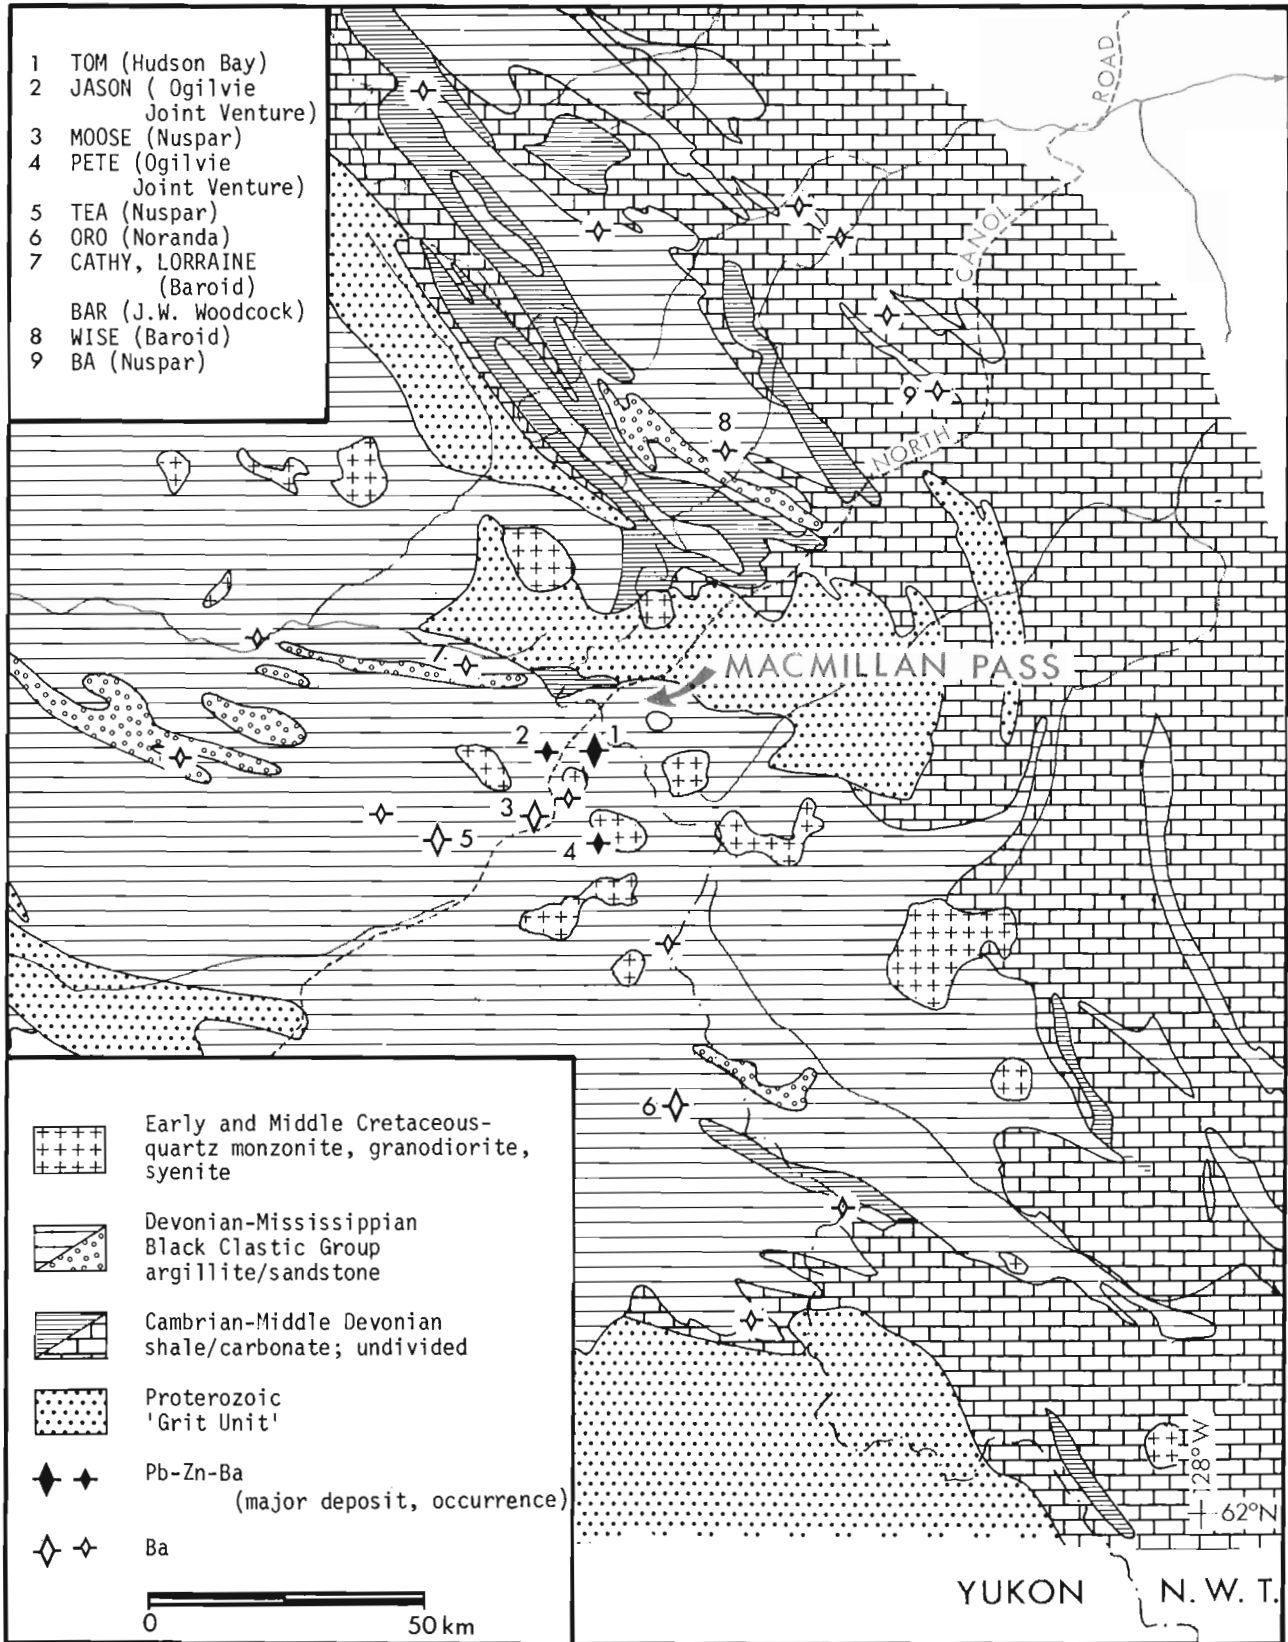 1 TOM (Hudson Bay)
2 JASON ( Ogilvie
Joint Venture)
3 MOOSE (Nuspar)
4 PETE (Ogilvie
Joint Venture)
5 TEA (Nuspar)
6 ORO (Noranda)
7 CATHY, LORRAINE
(Baroid)
BAR (J.W. Woodcock)
8 WISE (Baroid)
9 BA (Nuspar)
ROAD
CANOL
NORTH
9
8
7
MACMILLAN PASS
2
1
3
5
4
6
Early and Middle Cretaceous-
quartz monzonite, granodiorite,
syenite
Devonian-Mississippian
Black Clastic Group
argillite/sandstone
Cambrian-Middle Devonian
shale/carbonate; undivided
Proterozoic
'Grit Unit'
Pb-Zn-Ba
(major deposit, occurrence)
Ba
0 50 km
128°W
62°N
YUKON N. W. T.